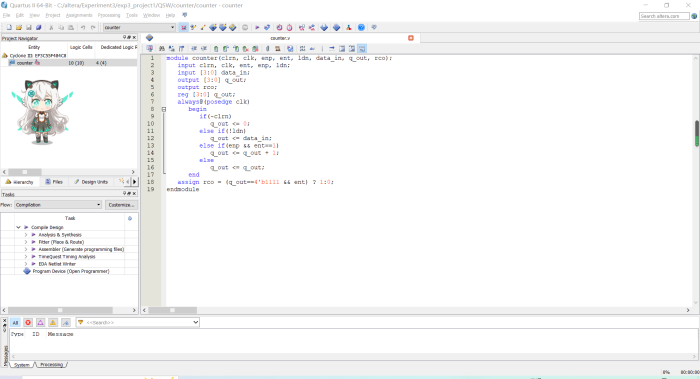 Quartus II 64-Bit - C:/altera/Experiment3/exp3_project1/QSW/counter/counter - counter
File Edit View Project Assignments Processing Tools Window Help
Search altera.com
counter
Project Navigator
counter.v
Entity Logic Cells Dedicated Logic R
Cyclone II: EP2C35F484C8
counter 10 (10) 4 (4)
Hierarchy Files Design Units
Tasks
Flow: Compilation Customize...
Task
Compile Design
Analysis & Synthesis
Fitter (Place & Route)
Assembler (Generate programming files)
TimeQuest Timing Analysis
EDA Netlist Writer
Program Device (Open Programmer)
1 module counter(clrn, clk, enp, ent, ldn, data_in, q_out, rco);
2 input clrn, clk, ent, enp, ldn;
3 input [3:0] data_in;
4 output [3:0] q_out;
5 output rco;
6 reg [3:0] q_out;
7 always@(posedge clk)
8 begin
9 if(~clrn)
10 q_out <= 0;
11 else if(!ldn)
12 q_out <= data_in;
13 else if(enp && ent==1)
14 q_out <= q_out + 1;
15 else
16 q_out <= q_out;
17 end
18 assign rco = (q_out==4'b1111 && ent) ? 1:0;
19 endmodule
All <<Search>>
Type ID Message
Messages
System Processing
0% 00:00:00